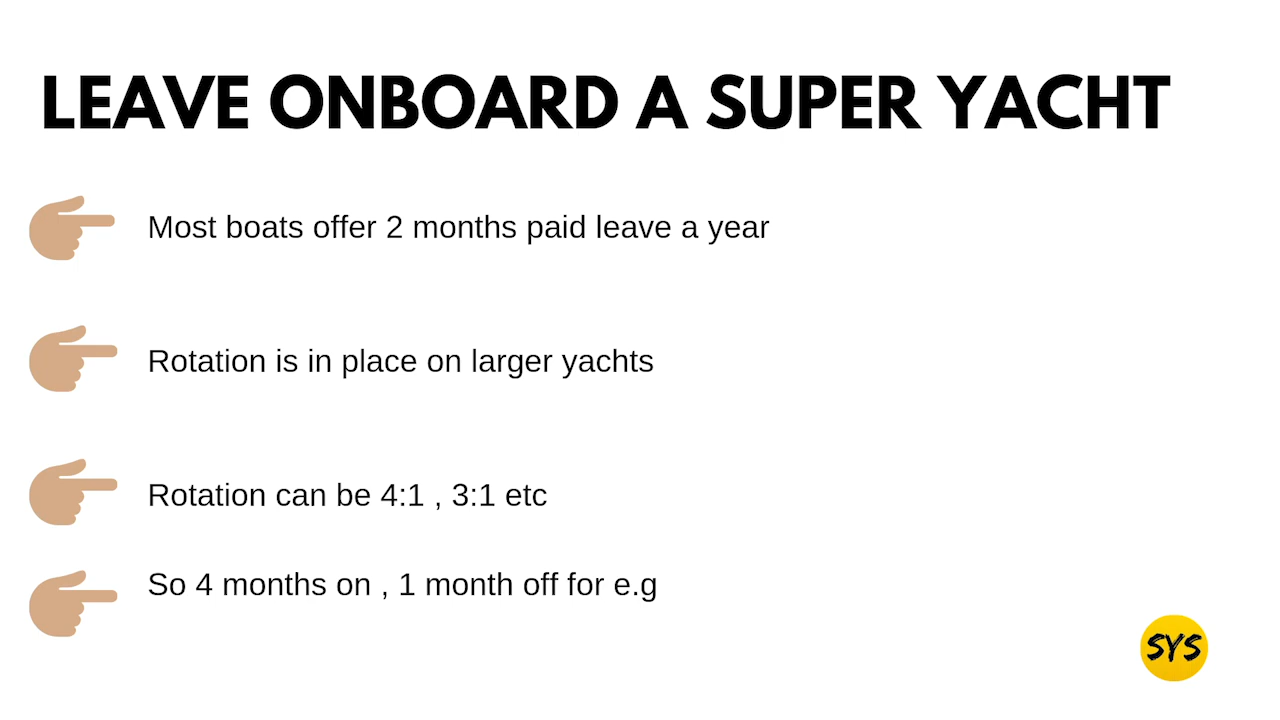 LEAVE ONBOARD A SUPER YACHT
Most boats offer 2 months paid leave a year
Rotation is in place on larger yachts
Rotation can be 4:1 , 3:1 etc
So 4 months on , 1 month off for e.g
SYS